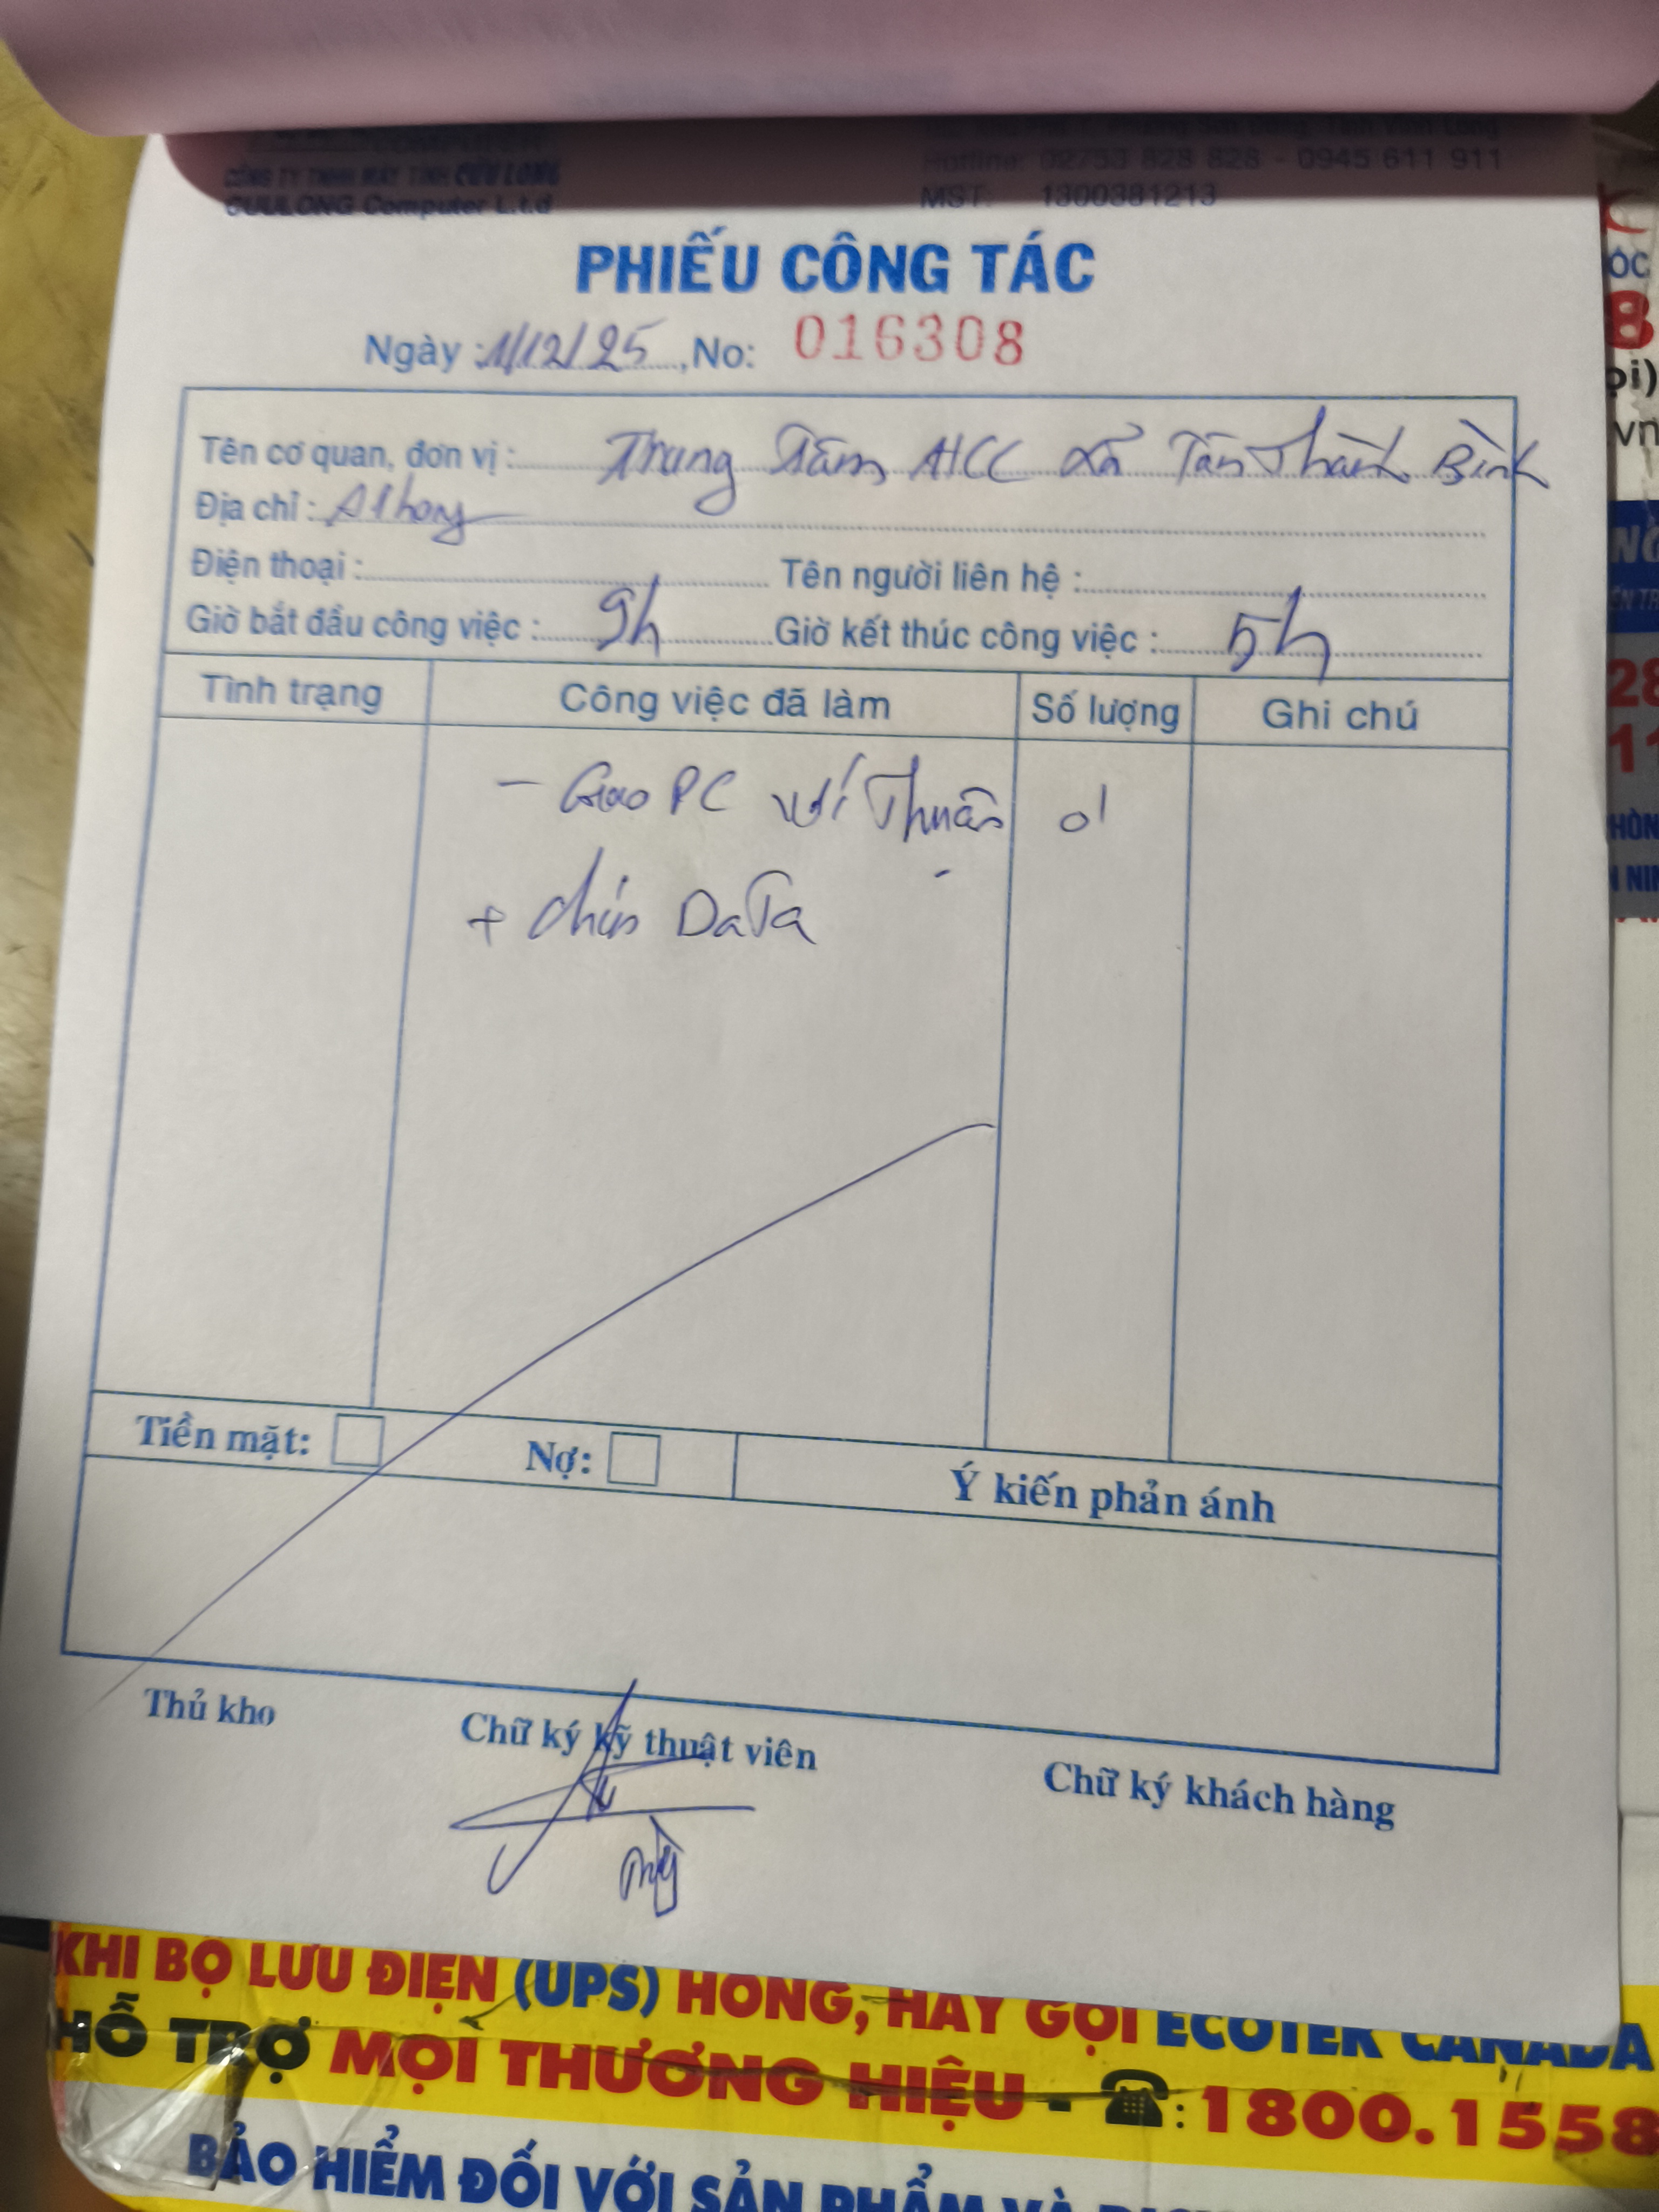 CÔNG TY TNHH MÁY TÍNH CỬU LONG
CUULONG Computer L.t.d
Hotline: 02753 828 828 - 0945 611 911
MST: 1300381213
PHIẾU CÔNG TÁC
Ngày : 1/12/25, No: 016308
Tên cơ quan, đơn vị : Trung Tâm HCC xã Tân Thành Bình
Địa chỉ : A Phong
Điện thoại : Tên người liên hệ :
Giờ bắt đầu công việc : 9h Giờ kết thúc công việc : 5h
Tình trạng Công việc đã làm Số lượng Ghi chú
- Giao PC với Thuận 01
+ chép DaTa
Tiền mặt: Nợ: Ý kiến phản ánh
Thủ kho
Chữ ký kỹ thuật viên
Chữ ký khách hàng
Mỹ
KHI BỘ LƯU ĐIỆN (UPS) HỎNG, HÃY GỌI ECOTEK CANADA
HỖ TRỢ MỌI THƯƠNG HIỆU - ☎: 1800.1558
BẢO HIỂM ĐỐI VỚI SẢN PHẨM VÀ